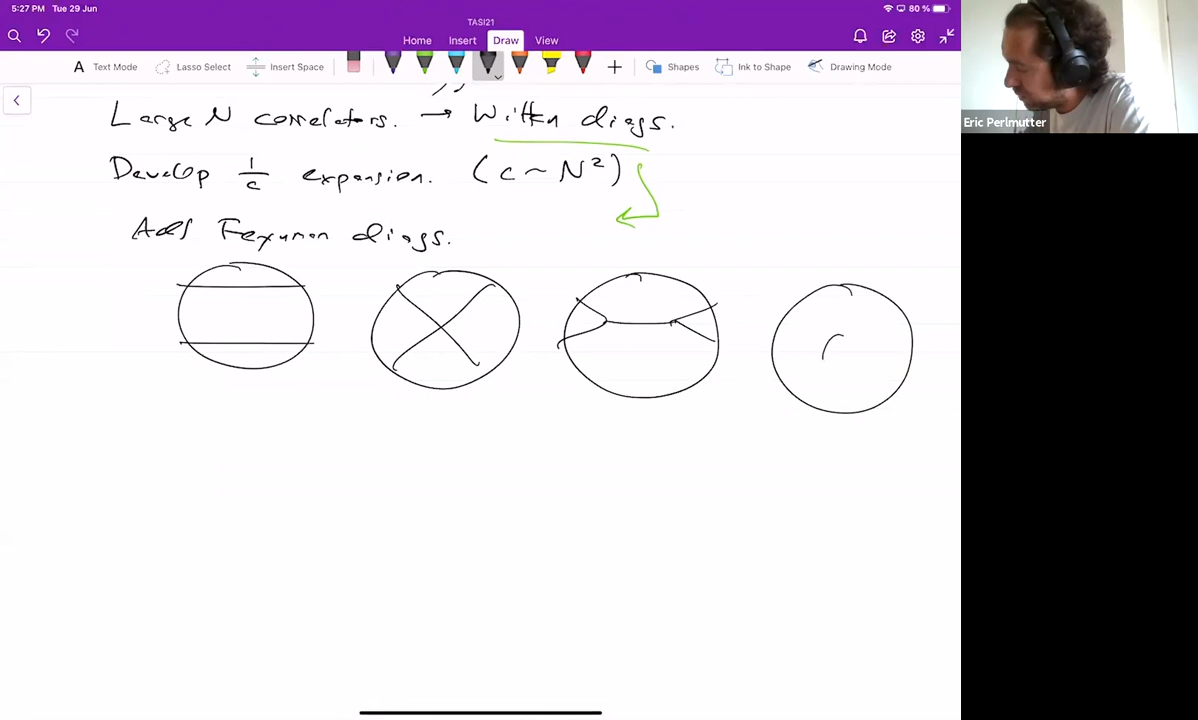 5:27 PM Tue 29 Jun
80 %
TASI21
Home Insert Draw View
A Text Mode Lasso Select Insert Space Shapes Ink to Shape Drawing Mode
Large N correlators. → Witten diags.
Develop 1/c expansion. (c ~ N²)
AdS Feynman diags.
Eric Perlmutter